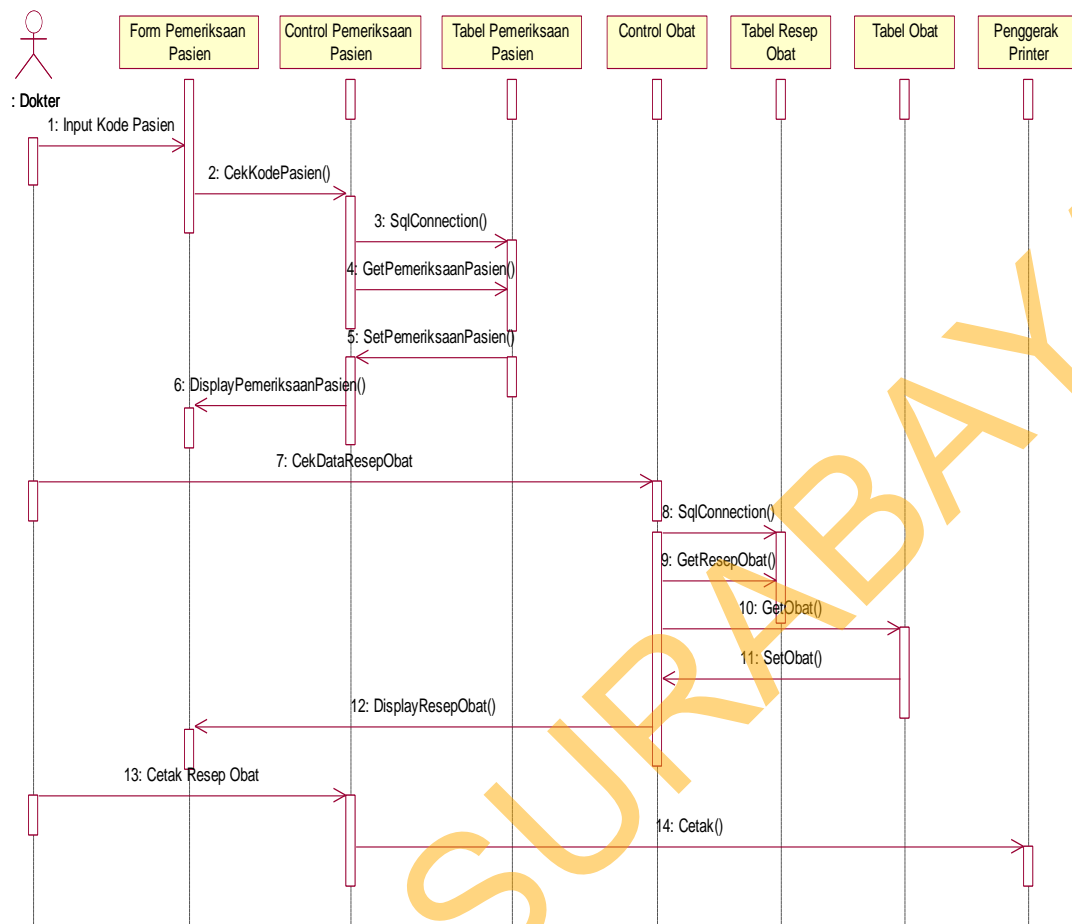 Form Pemeriksaan
Pasien
Control Pemeriksaan
Pasien
Tabel Pemeriksaan
Pasien
Control Obat
Tabel Resep
Obat
Tabel Obat
Penggerak
Printer
: Dokter
1: Input Kode Pasien
2: CekKodePasien()
3: SqlConnection()
4: GetPemeriksaanPasien()
5: SetPemeriksaanPasien()
6: DisplayPemeriksaanPasien()
7: CekDataResepObat
8: SqlConnection()
9: GetResepObat()
10: GetObat()
11: SetObat()
12: DisplayResepObat()
13: Cetak Resep Obat
14: Cetak()
SURABAY